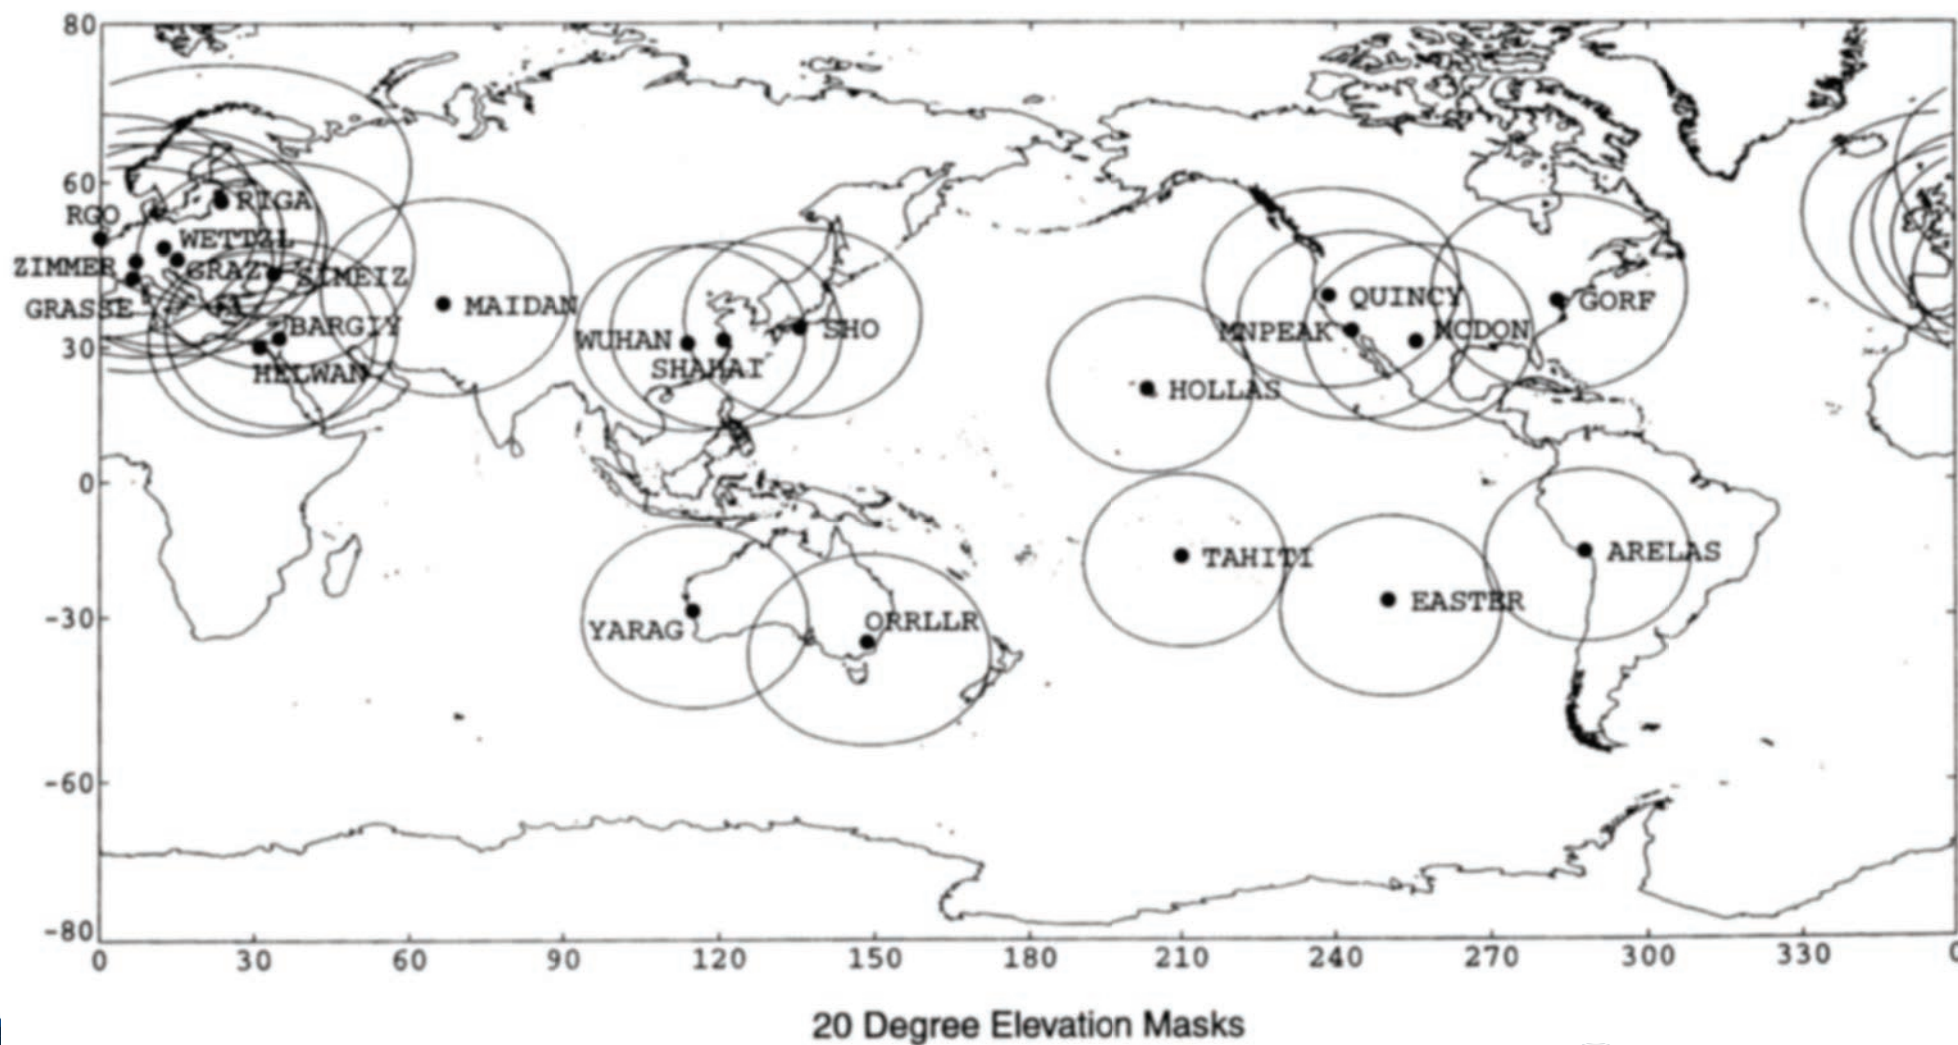 80
60
RIGA
RGO
WETTZL
ZIMMER
GRAZ
SIMEIZ
GRASSE
MAIDAN
QUINCY
GORF
BARGIY
WUHAN
SHO
MNPEAK
MCDON
30
SHAHAI
HELWAN
HOLLAS
0
TAHITI
ARELAS
EASTER
-30
YARAG
ORRLLR
-60
-80
0 30 60 90 120 150 180 210 240 270 300 330 0
20 Degree Elevation Masks